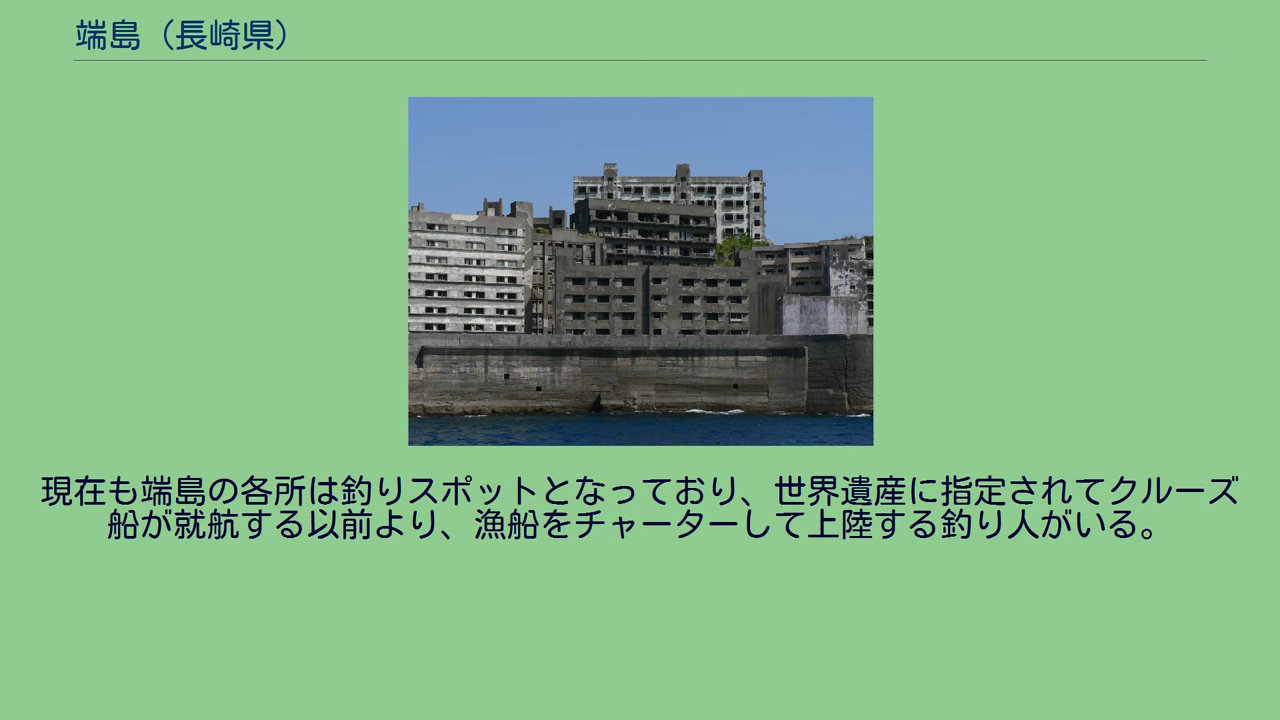 端島（長崎県）
現在も端島の各所は釣りスポットとなっており、世界遺産に指定されてクルーズ
船が就航する以前より、漁船をチャーターして上陸する釣り人がいる。